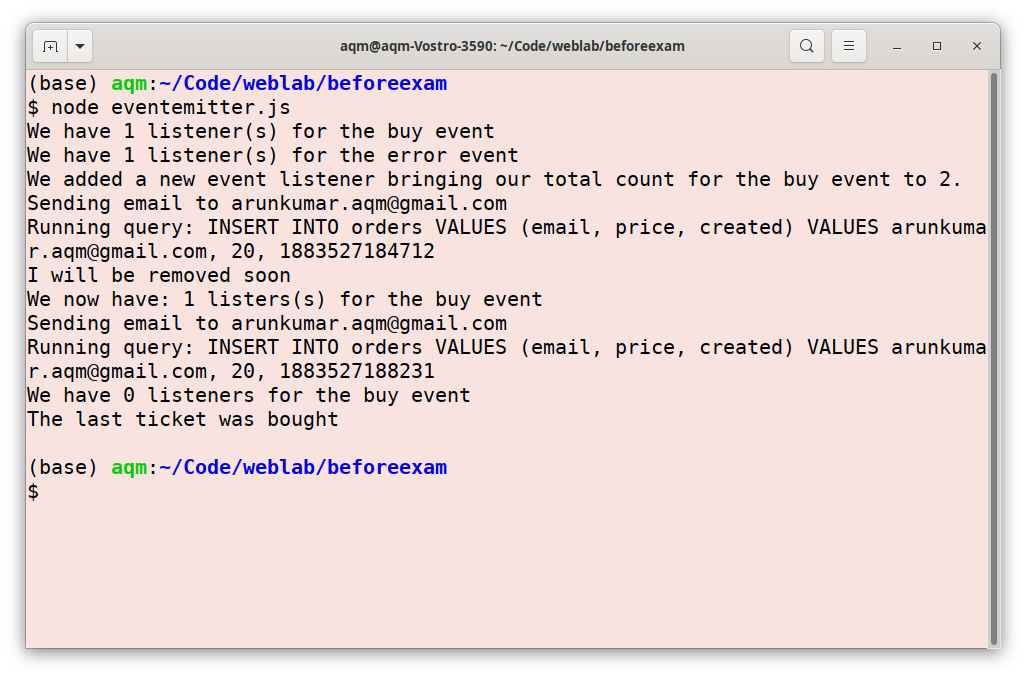 aqm@aqm-Vostro-3590: ~/Code/weblab/beforeexam
(base) aqm:~/Code/weblab/beforeexam
$ node eventemitter.js
We have 1 listener(s) for the buy event
We have 1 listener(s) for the error event
We added a new event listener bringing our total count for the buy event to 2.
Sending email to arunkumar.aqm@gmail.com
Running query: INSERT INTO orders VALUES (email, price, created) VALUES arunkuma
r.aqm@gmail.com, 20, 1883527184712
I will be removed soon
We now have: 1 listers(s) for the buy event
Sending email to arunkumar.aqm@gmail.com
Running query: INSERT INTO orders VALUES (email, price, created) VALUES arunkuma
r.aqm@gmail.com, 20, 1883527188231
We have 0 listeners for the buy event
The last ticket was bought
(base) aqm:~/Code/weblab/beforeexam
$